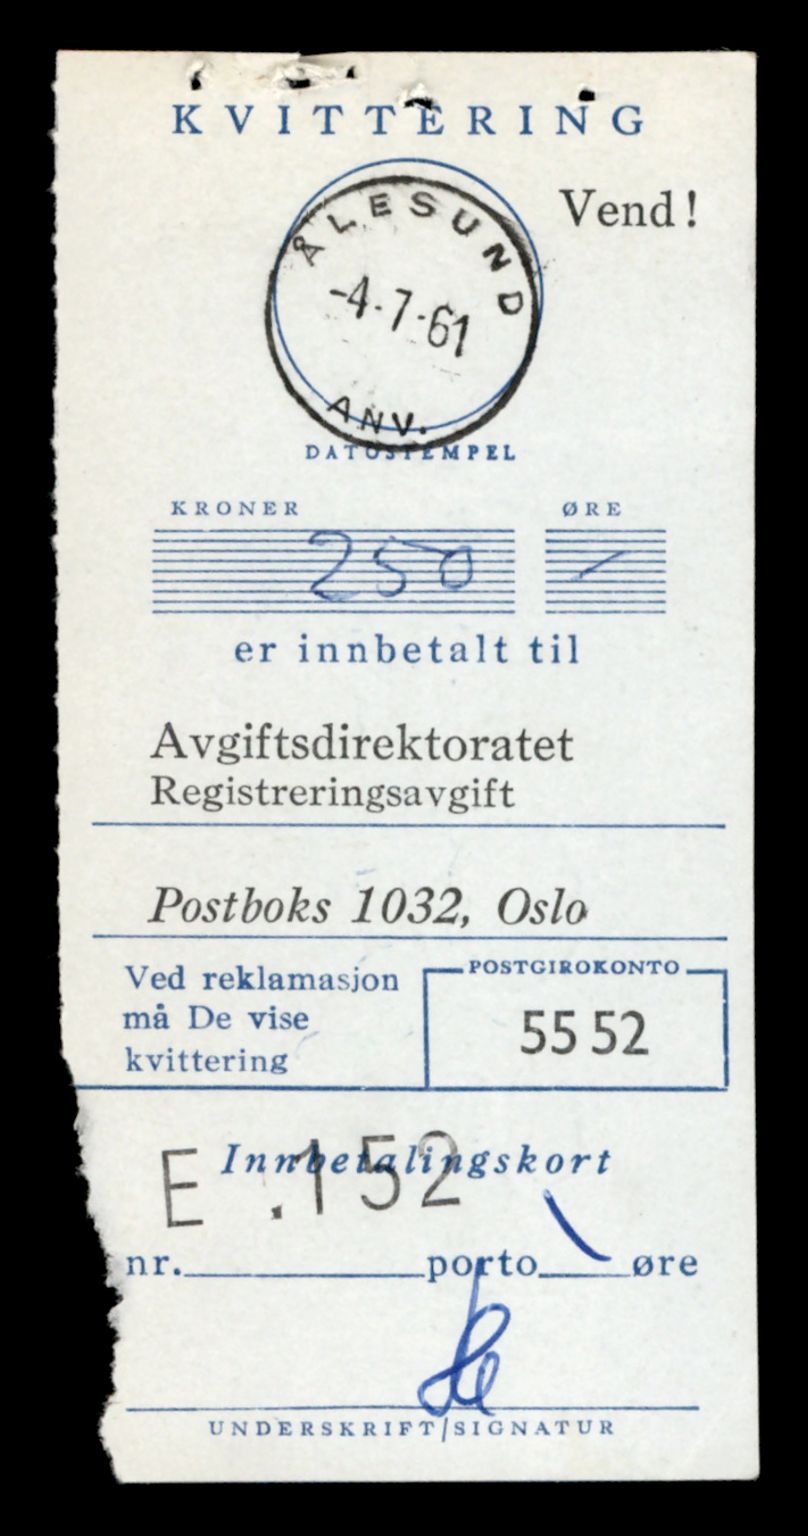 KVITTERING
Vend!
ÅLESUND
-4.7-61
ANV.
DATOSTEMPEL
KRONER ØRE
250 -
er innbetalt til
Avgiftsdirektoratet
Registreringsavgift
Postboks 1032, Oslo
Ved reklamasjon
må De vise
kvittering
POSTGIROKONTO
55 52
Innbetalingskort
E .152
nr. porto øre
UNDERSKRIFT/SIGNATUR